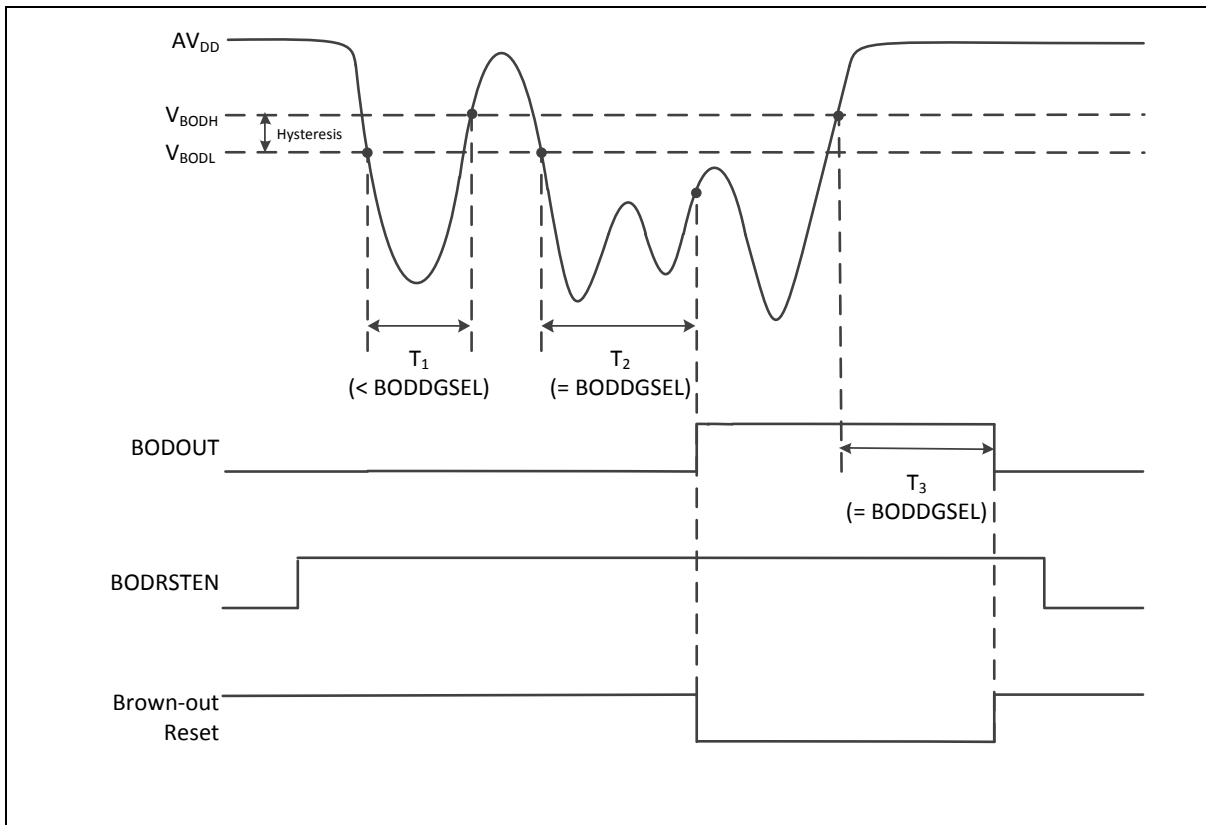 AVDD
VBODH
Hysteresis
VBODL
T1
(< BODDGSEL)
T2
(= BODDGSEL)
BODOUT
T3
(= BODDGSEL)
BODRSTEN
Brown-out
Reset